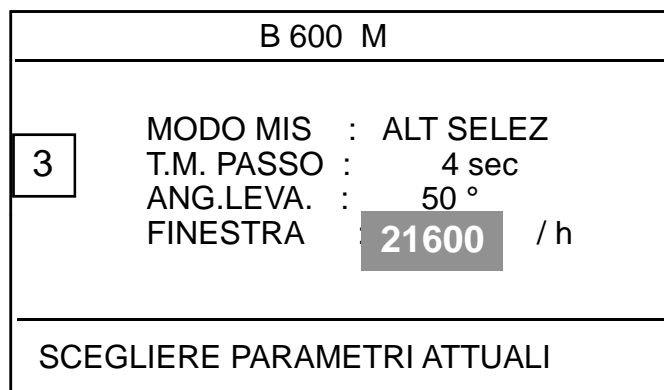 B 600 M
3
MODO MIS : ALT SELEZ
T.M. PASSO : 4 sec
ANG.LEVA. : 50 °
FINESTRA : 21600 / h
SCEGLIERE PARAMETRI ATTUALI